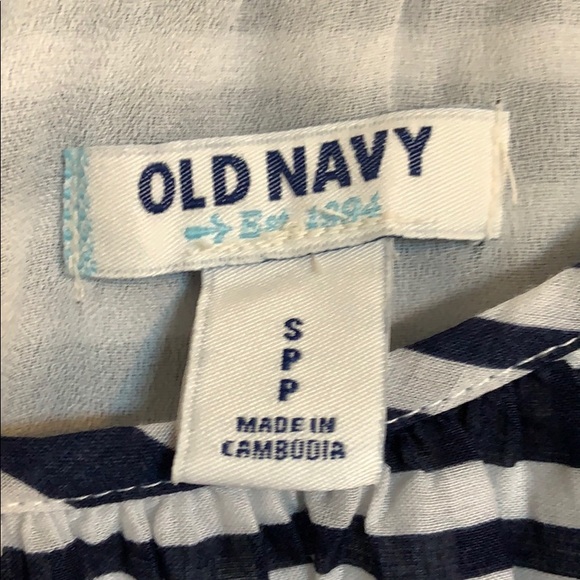 OLD NAVY
Est 1994
S
P
P
MADE IN
CAMBODIA